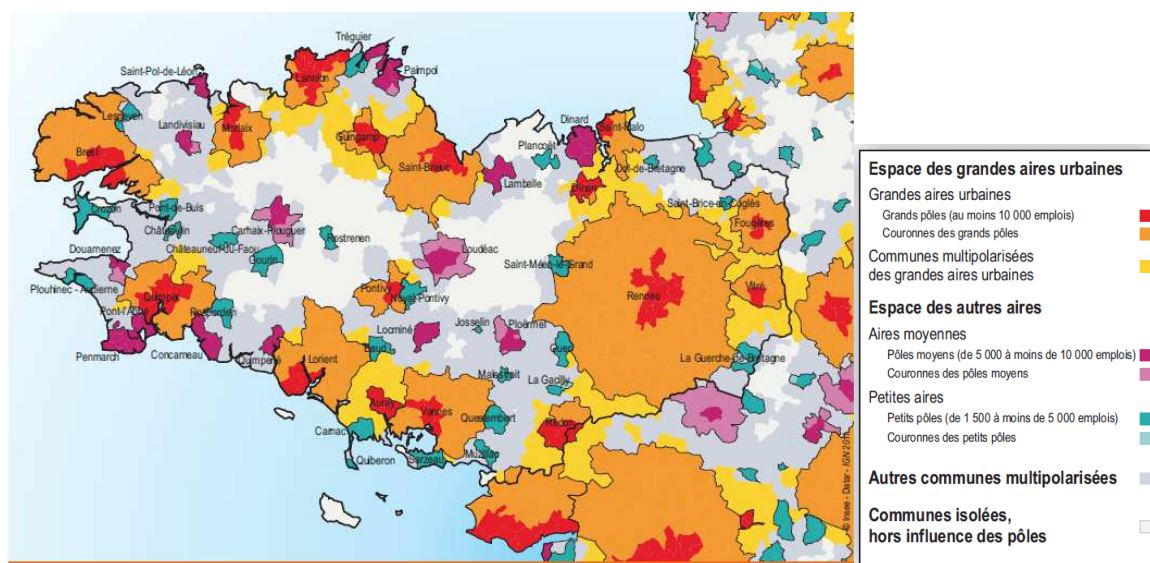 Tréguier
Saint-Pol-de-Léon
Paimpol
Lannion
Lesneven
Landivisiau
Morlaix
Guingamp
Dinard
Saint-Malo
Brest
Saint-Brieuc
Plancoët
Dol-de-Bretagne
Lamballe
Dinan
Crozon
Pont-de-Buis
Saint-Brice-en-Coglès
Fougères
Châteaulin
Carhaix-Plouguer
Rostrenen
Douarnenez
Châteauneuf-du-Faou
Loudéac
Gourin
Saint-Méen-le-Grand
Plouhinec - Audierne
Quimper
Pontivy
Rennes
Vitré
Noyal-Pontivy
Pont-l'Abbé
Rosporden
Josselin
Ploërmel
Locminé
Penmarch
Concarneau
Quimperlé
Lorient
Baud
Guer
La Guerche-de-Bretagne
Malestroit
La Gacilly
Auray
Vannes
Questembert
Redon
Carnac
Muzillac
Quiberon
Sarzeau
© Insee - Datar - IGN 2011
Espace des grandes aires urbaines
Grandes aires urbaines
Grands pôles (au moins 10 000 emplois)
Couronnes des grands pôles
Communes multipolarisées
des grandes aires urbaines
Espace des autres aires
Aires moyennes
Pôles moyens (de 5 000 à moins de 10 000 emplois)
Couronnes des pôles moyens
Petites aires
Petits pôles (de 1 500 à moins de 5 000 emplois)
Couronnes des petits pôles
Autres communes multipolarisées
Communes isolées,
hors influence des pôles